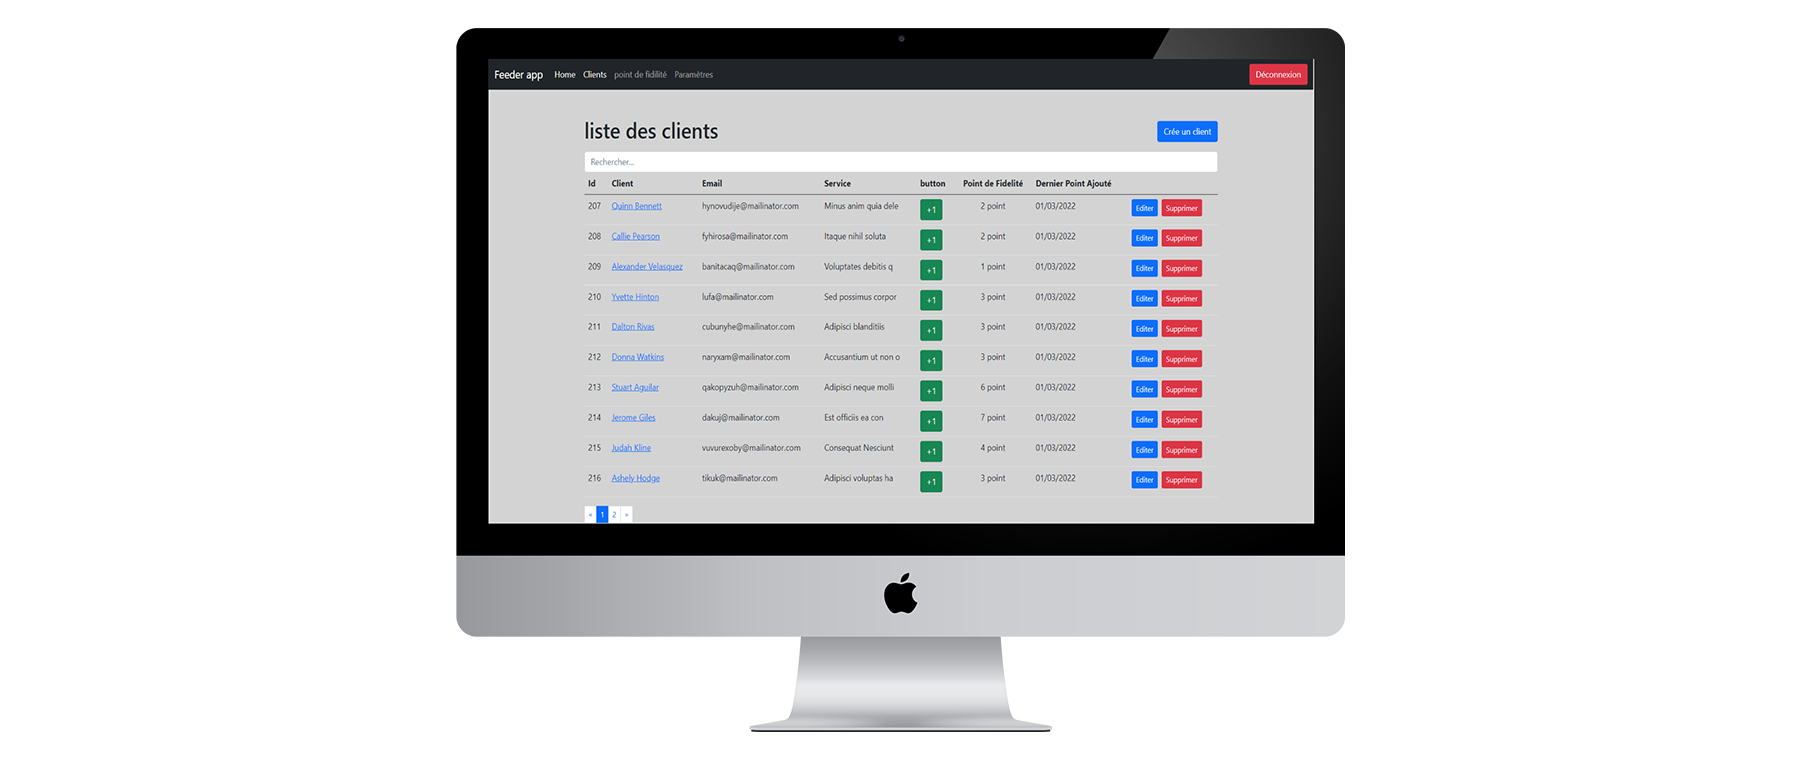 Feeder app Home Clients point de fidilité Paramètres Déconnexion
liste des clients Crée un client
Rechercher...
Id Client Email Service button Point de Fidelité Dernier Point Ajouté
207 Quinn Bennett hynovudije@mailinator.com Minus anim quia dele +1 2 point 01/03/2022 Editer Supprimer
208 Callie Pearson fyhirosa@mailinator.com Itaque nihil soluta +1 2 point 01/03/2022 Editer Supprimer
209 Alexander Velasquez banitacaq@mailinator.com Voluptates debitis q +1 1 point 01/03/2022 Editer Supprimer
210 Yvette Hinton lufa@mailinator.com Sed possimus corpor +1 3 point 01/03/2022 Editer Supprimer
211 Dalton Rivas cubunyhe@mailinator.com Adipisci blanditiis +1 3 point 01/03/2022 Editer Supprimer
212 Donna Watkins naryxam@mailinator.com Accusantium ut non o +1 3 point 01/03/2022 Editer Supprimer
213 Stuart Aguilar qakopyzuh@mailinator.com Adipisci neque molli +1 6 point 01/03/2022 Editer Supprimer
214 Jerome Giles dakuj@mailinator.com Est officiis ea con +1 7 point 01/03/2022 Editer Supprimer
215 Judah Kline vuvurexoby@mailinator.com Consequat Nesciunt +1 4 point 01/03/2022 Editer Supprimer
216 Ashely Hodge tikuk@mailinator.com Adipisci voluptas ha +1 3 point 01/03/2022 Editer Supprimer
« 1 2 »